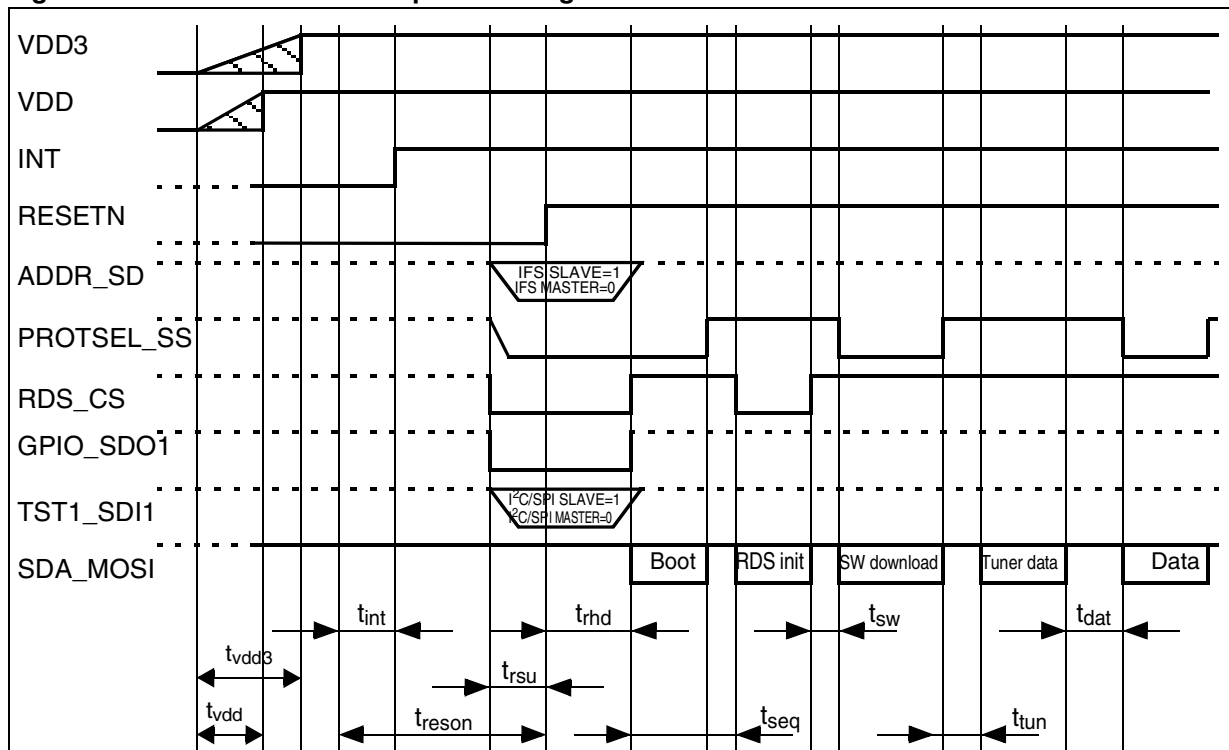 VDD3
VDD
INT
RESETN
ADDR_SD
IFS SLAVE=1
IFS MASTER=0
PROTSEL_SS
RDS_CS
GPIO_SDO1
TST1_SDI1
I²C/SPI SLAVE=1
I²C/SPI MASTER=0
SDA_MOSI
Boot
RDS init
SW download
Tuner data
Data
tint
trhd
tsw
tdat
tvdd3
trsu
tvdd
treson
tseq
ttun